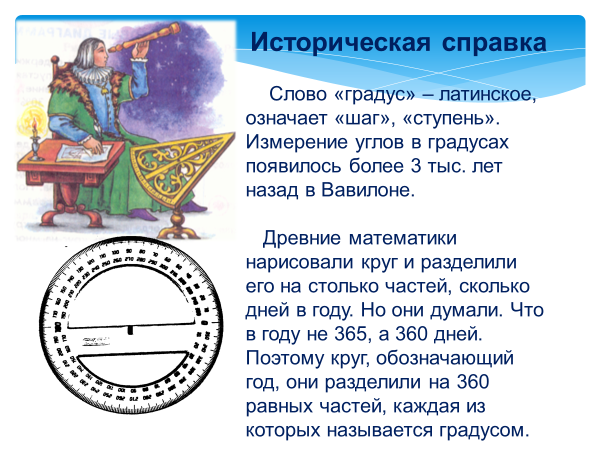 Историческая справка
Слово «градус» – латинское,
означает «шаг», «ступень».
Измерение углов в градусах
появилось более 3 тыс. лет
назад в Вавилоне.
Древние математики
нарисовали круг и разделили
его на столько частей, сколько
дней в году. Но они думали. Что
в году не 365, а 360 дней.
Поэтому круг, обозначающий
год, они разделили на 360
равных частей, каждая из
которых называется градусом.